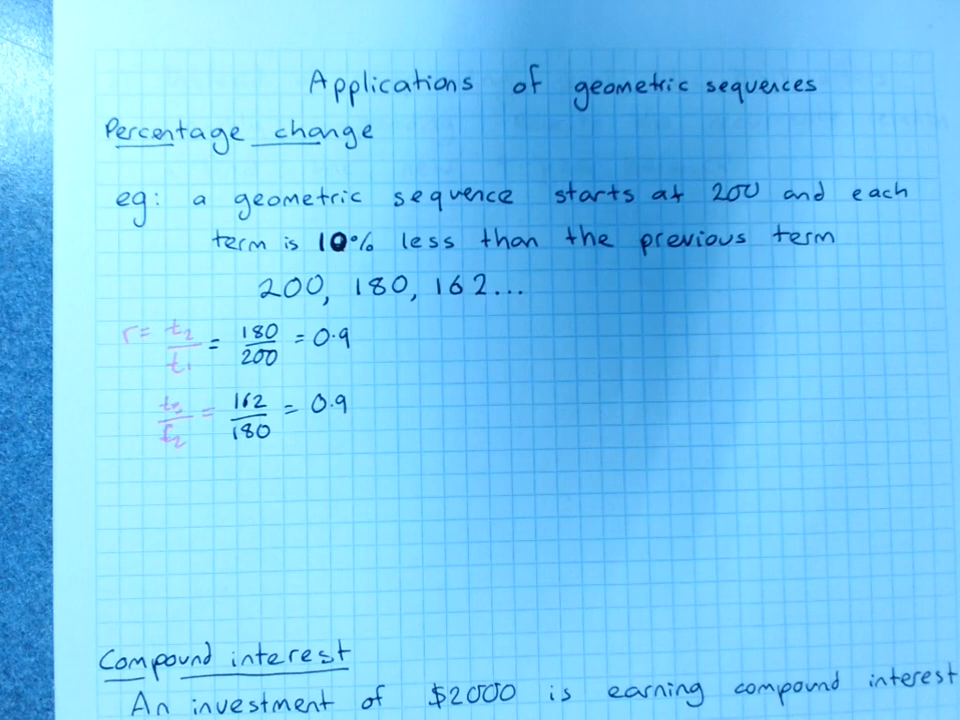 Applications of geometric sequences
Percentage change
eg: a geometric sequence starts at 200 and each
term is 10% less than the previous term
200, 180, 162...
r = t2/t1 = 180/200 = 0.9
t3/t2 = 162/180 = 0.9
Compound interest
An investment of $2000 is earning compound interest